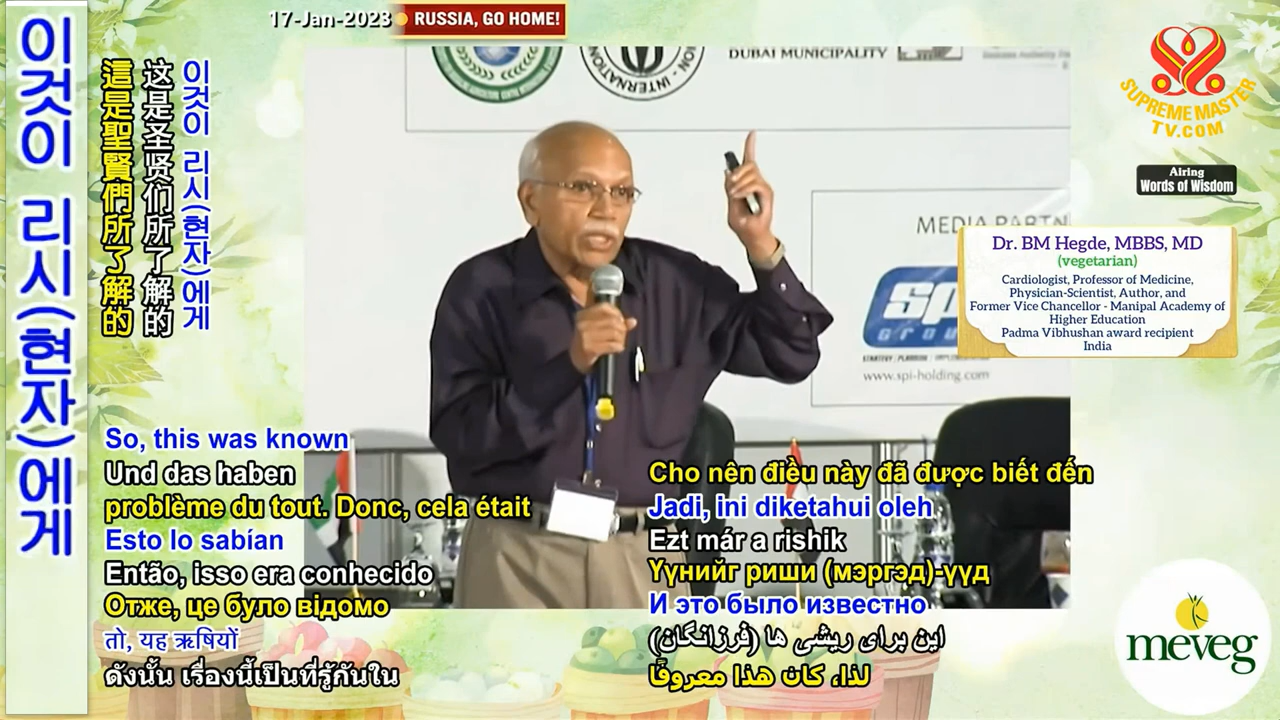 17-Jan-2023
RUSSIA, GO HOME!
이것이 리시(현자)에게
這是聖賢們所了解的
这是圣贤们所了解的
이것이 리시(현자)에게
INTERNATIONAL
DUBAI MUNICIPALITY
SUPREME MASTER
TV.COM
Airing
Words of Wisdom
MEDIA PARTN
Dr. BM Hegde, MBBS, MD
(vegetarian)
Cardiologist, Professor of Medicine,
Physician-Scientist, Author, and
Former Vice Chancellor - Manipal Academy of
Higher Education
Padma Vibhushan award recipient
India
www.spi-holding.com
So, this was known
Und das haben
problème du tout. Donc, cela était
Esto lo sabían
Então, isso era conhecido
Отже, це було відомо
तो, यह ऋषियों
ดังนั้น เรื่องนี้เป็นที่รู้กันใน
Cho nên điều này đã được biết đến
Jadi, ini diketahui oleh
Ezt már a rishik
Үүнийг риши (мэргэд)-үүд
И это было известно
این برای ریشی ها (فرزانگان)
لذا، كان هذا معروفًا
meveg